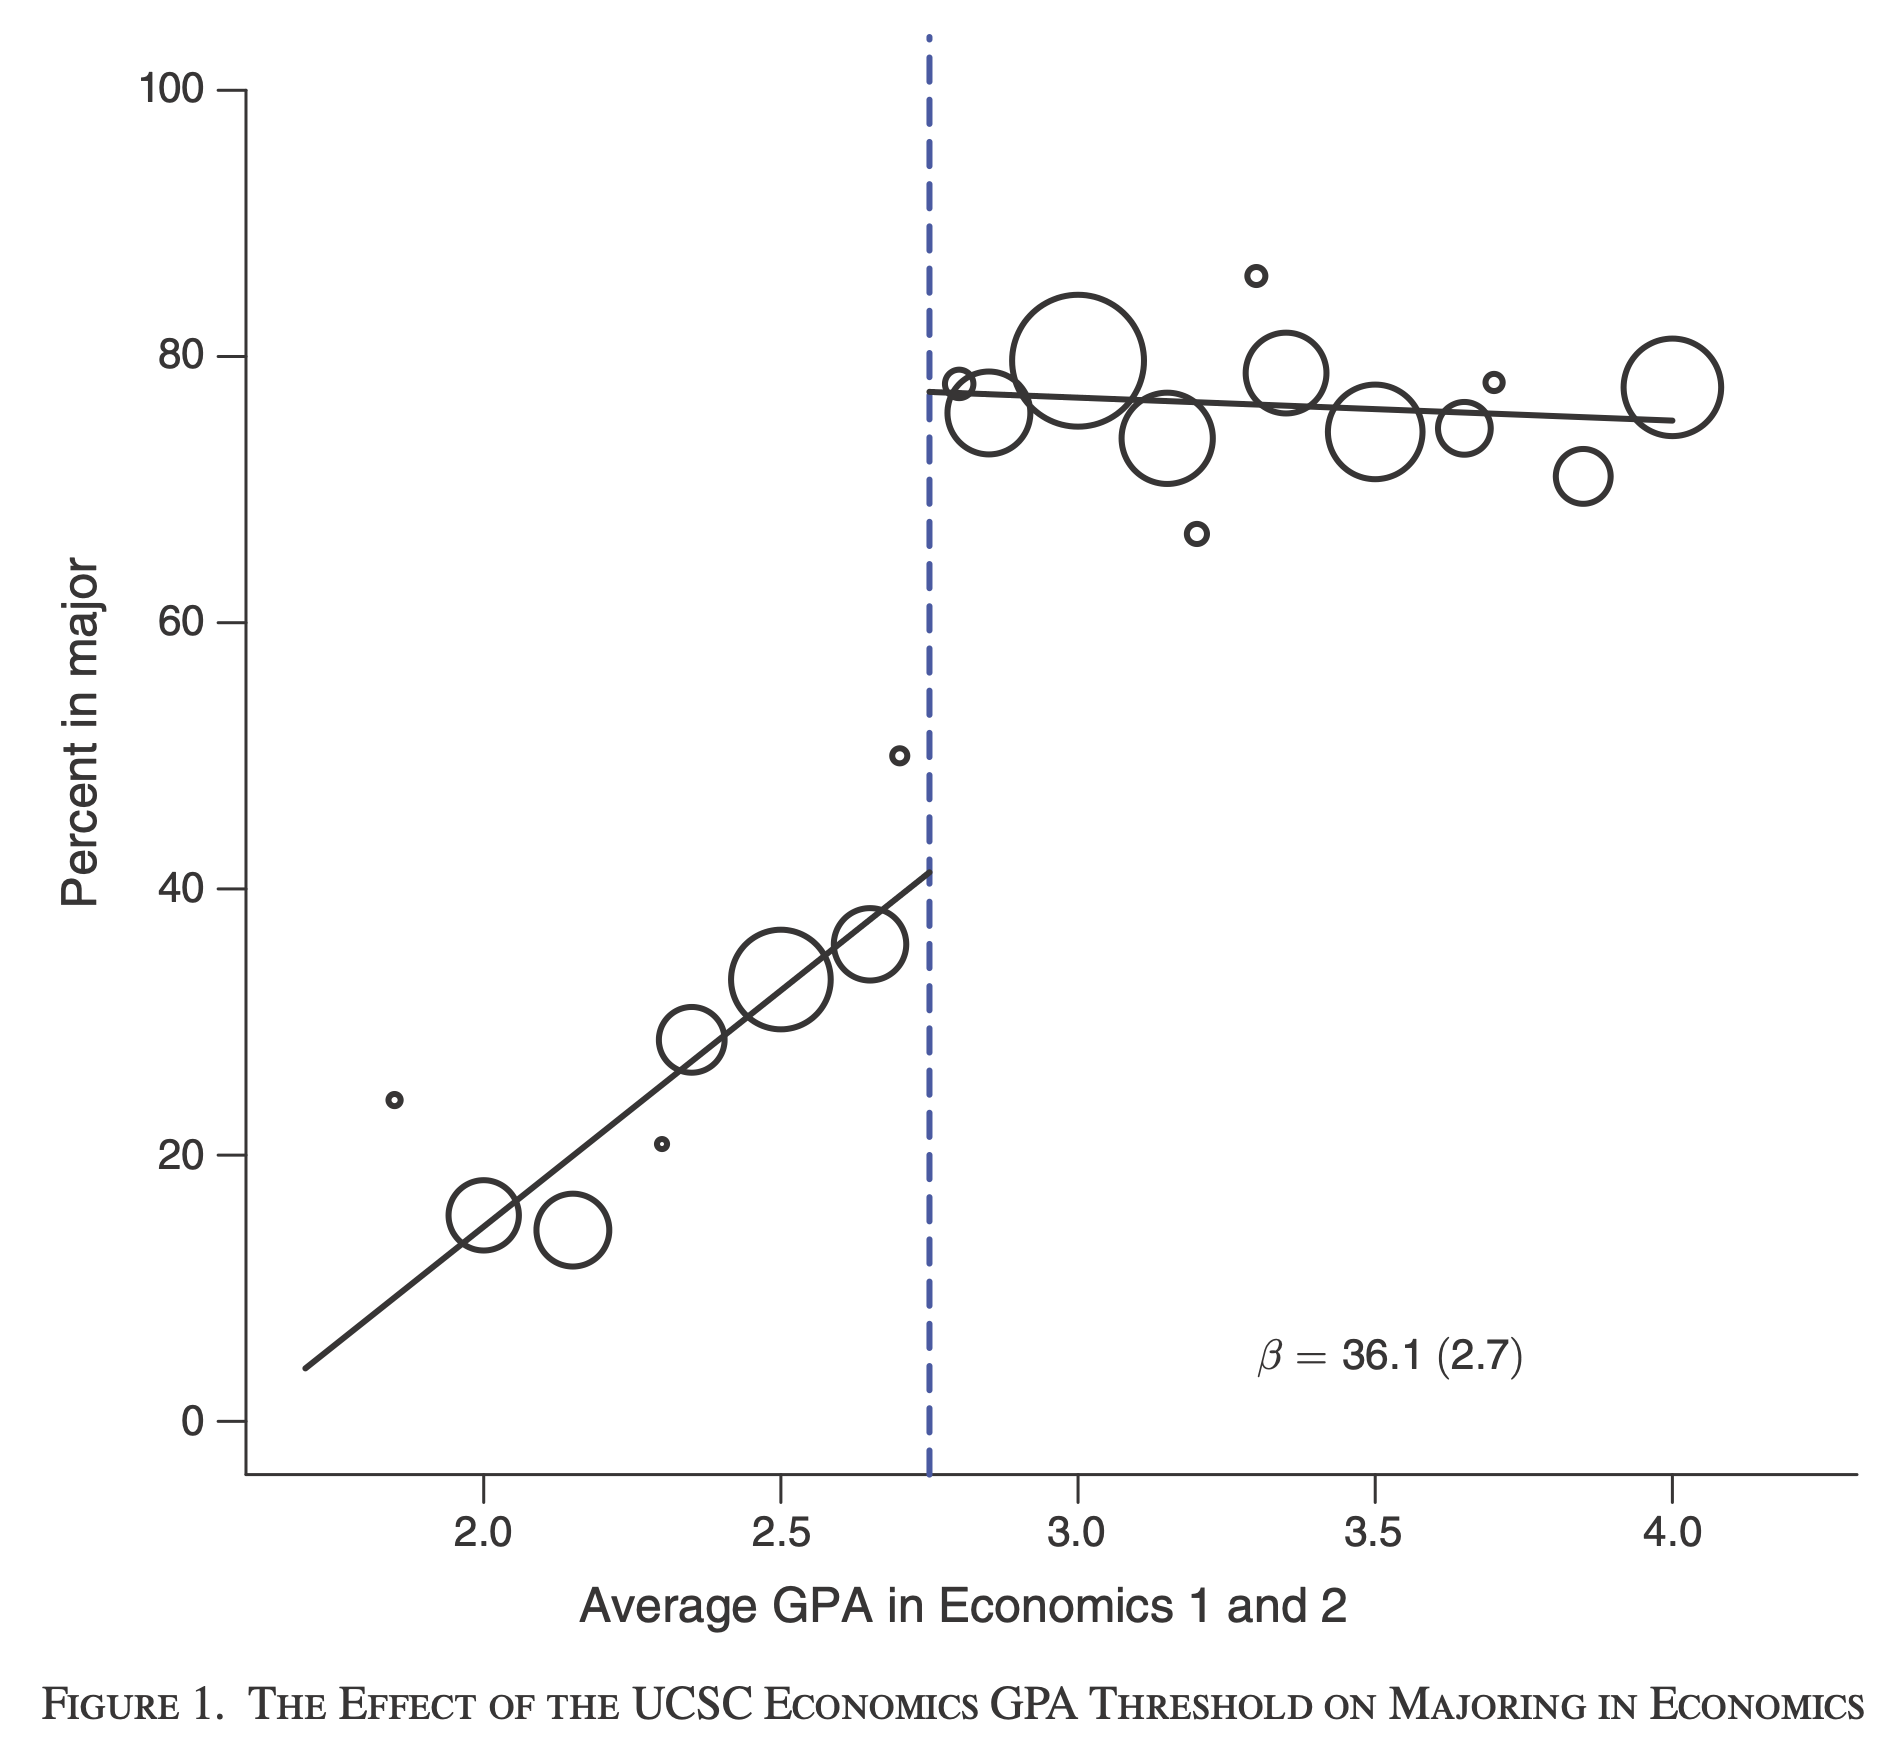 100
80
60
40
20
0
Percent in major
β = 36.1 (2.7)
2.0 2.5 3.0 3.5 4.0
Average GPA in Economics 1 and 2
Figure 1. The Effect of the UCSC Economics GPA Threshold on Majoring in Economics